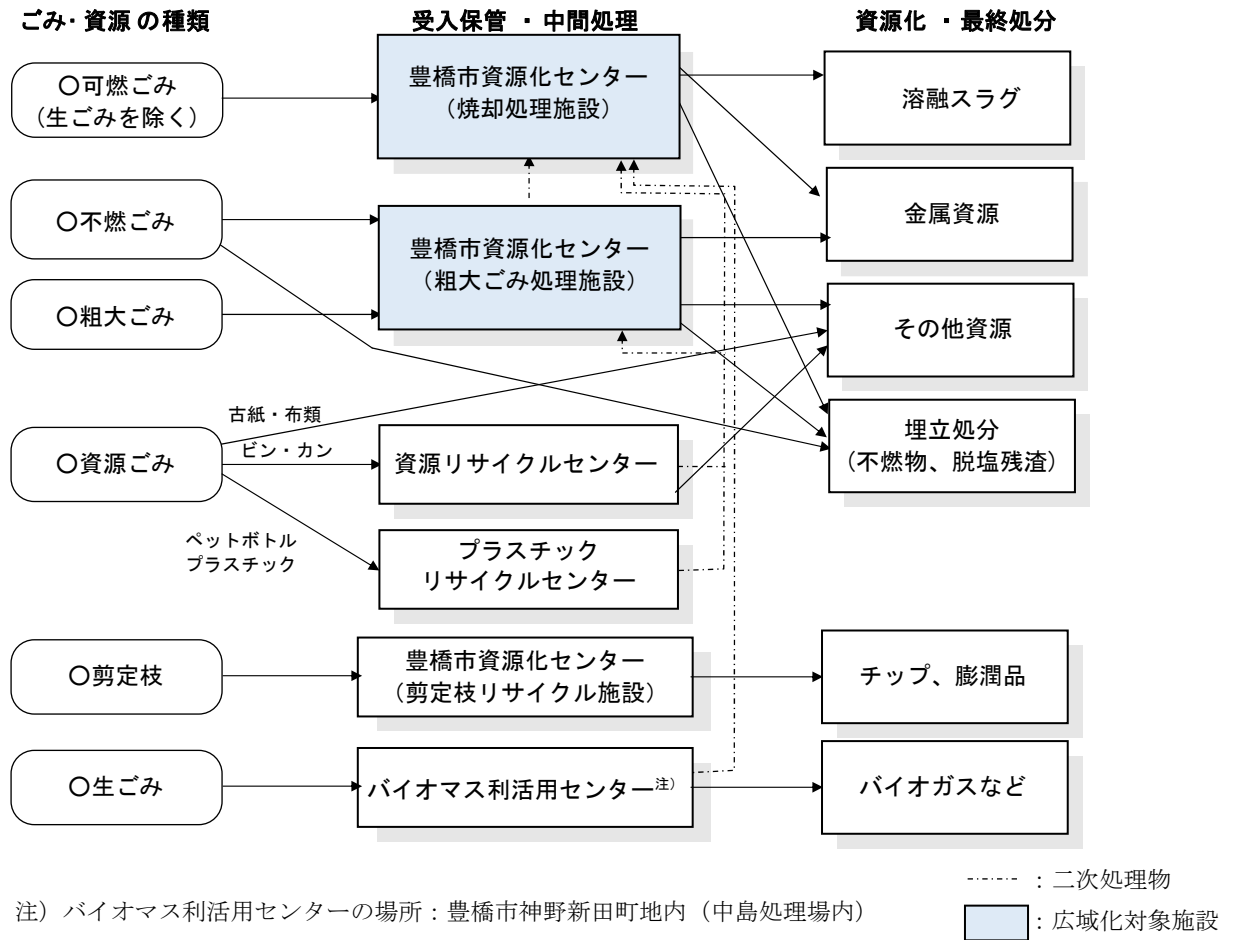 ごみ・資源の種類
受入保管・中間処理
資源化・最終処分
〇可燃ごみ
（生ごみを除く）
豊橋市資源化センター
（焼却処理施設）
溶融スラグ
〇不燃ごみ
豊橋市資源化センター
（粗大ごみ処理施設）
金属資源
〇粗大ごみ
その他資源
古紙・布類
ビン・カン
〇資源ごみ
資源リサイクルセンター
埋立処分
（不燃物、脱塩残渣）
ペットボトル
プラスチック
プラスチック
リサイクルセンター
〇剪定枝
豊橋市資源化センター
（剪定枝リサイクル施設）
チップ、膨潤品
〇生ごみ
バイオマス利活用センター注）
バイオガスなど
：二次処理物
注）バイオマス利活用センターの場所：豊橋市神野新田町地内（中島処理場内）
：広域化対象施設